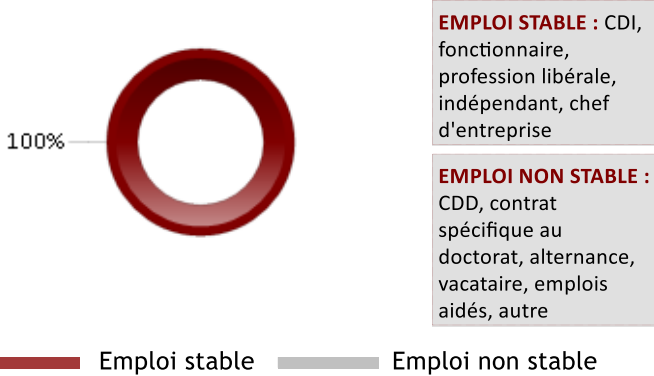 100%
EMPLOI STABLE : CDI,
fonctionnaire,
profession libérale,
indépendant, chef
d'entreprise
EMPLOI NON STABLE :
CDD, contrat
spécifique au
doctorat, alternance,
vacataire, emplois
aidés, autre
Emploi stable Emploi non stable